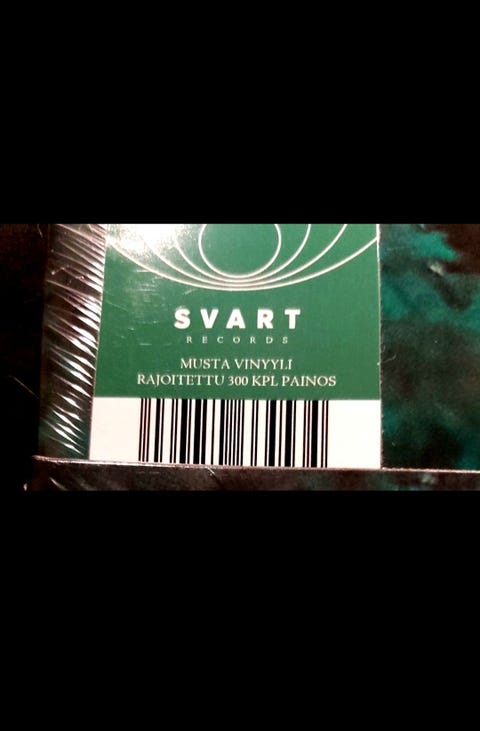 SVART
RECORDS
MUSTA VINYYLI
RAJOITETTU 300 KPL PAINOS